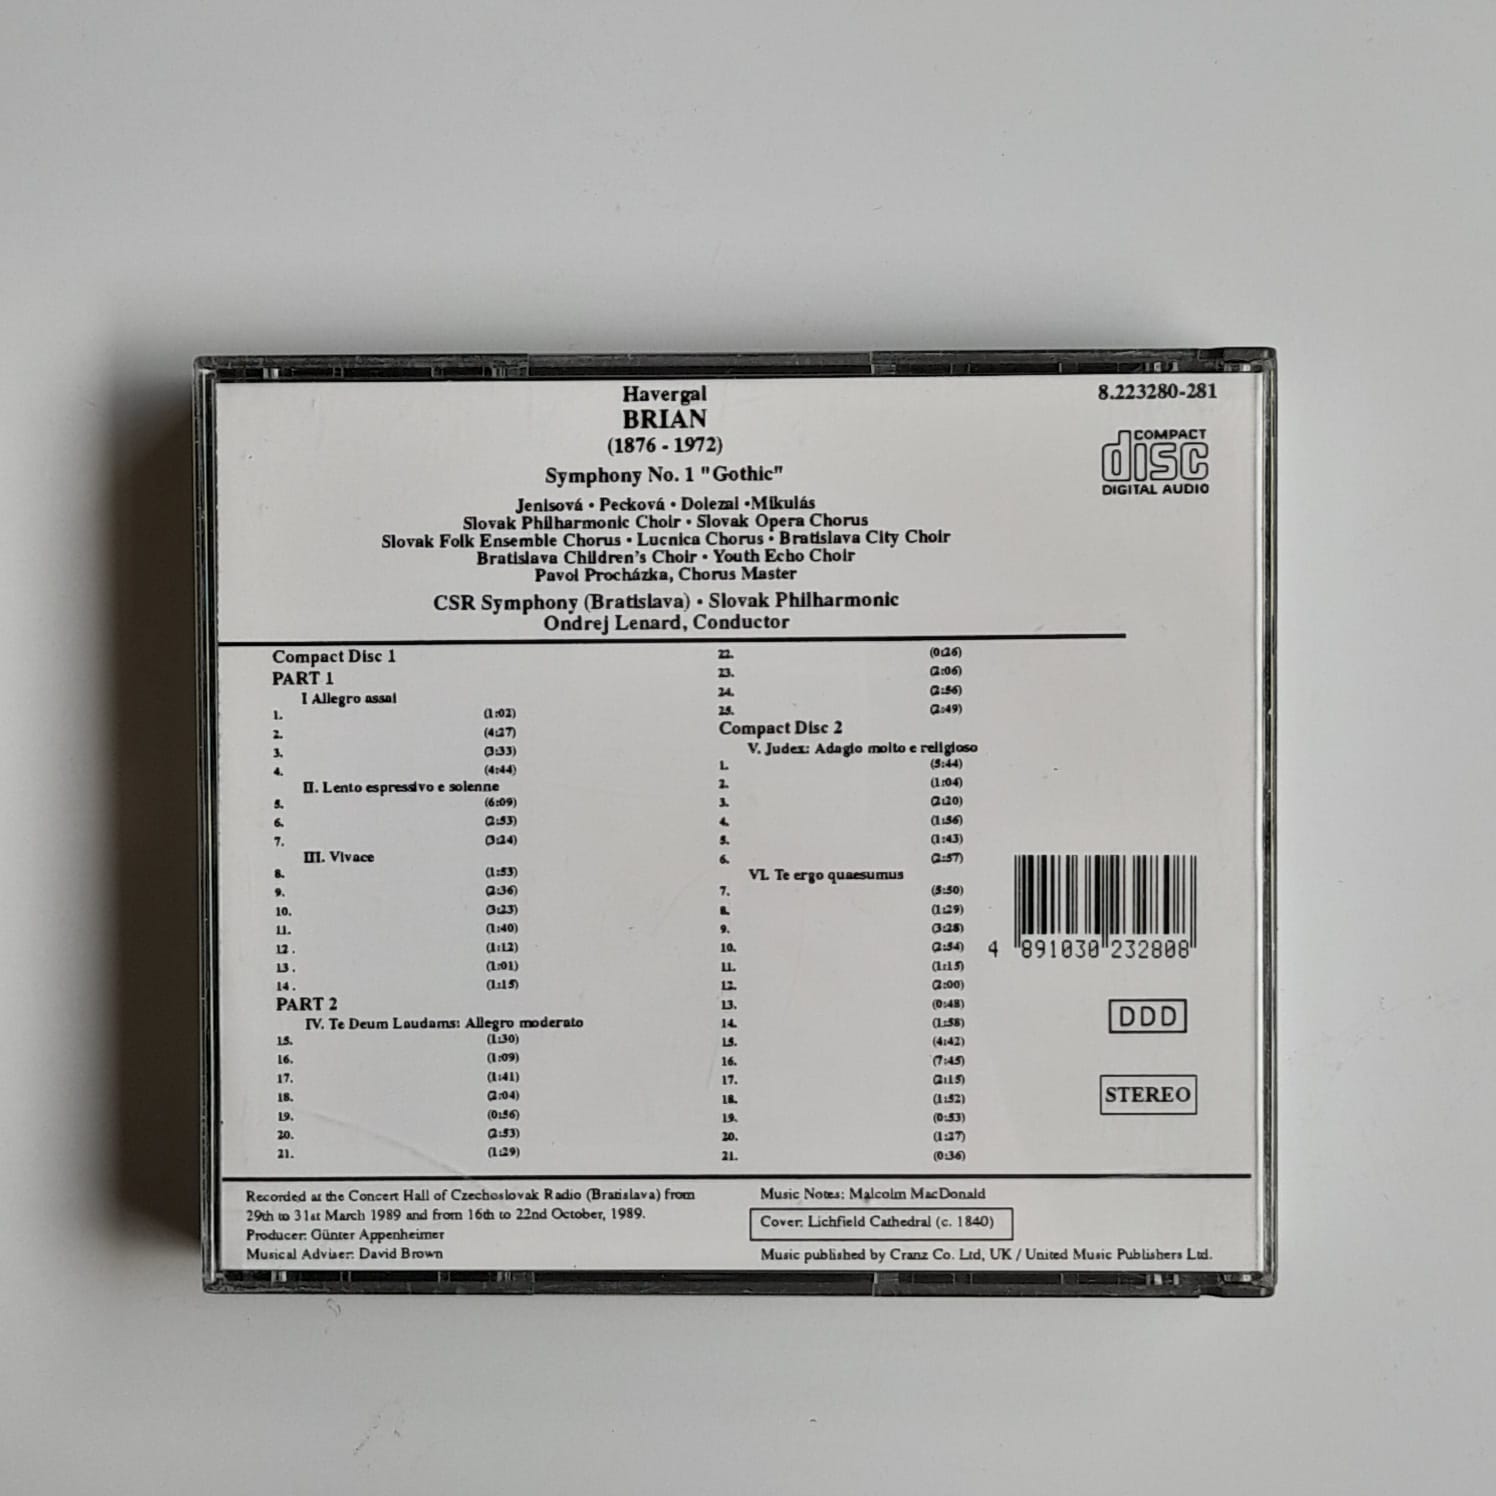 Havergal
BRIAN
(1876 - 1972)
Symphony No. 1 "Gothic"
Jenisová • Pecková • Dolezal •Mikulás
Slovak Philharmonic Choir • Slovak Opera Chorus
Slovak Folk Ensemble Chorus • Lucnica Chorus • Bratislava City Choir
Bratislava Children's Choir • Youth Echo Choir
Pavol Procházka, Chorus Master
CSR Symphony (Bratislava) • Slovak Philharmonic
Ondrej Lenard, Conductor
8.223280-281
COMPACT
disc
DIGITAL AUDIO
Compact Disc 1
PART 1
I Allegro assai
1. (1:02)
2. (4:27)
3. (3:33)
4. (4:44)
II. Lento espressivo e solenne
5. (6:09)
6. (2:53)
7. (3:24)
III. Vivace
8. (1:53)
9. (2:36)
10. (3:23)
11. (1:40)
12. (1:12)
13. (1:01)
14. (1:15)
PART 2
IV. Te Deum Laudams: Allegro moderato
15. (1:30)
16. (1:09)
17. (1:41)
18. (2:04)
19. (0:56)
20. (2:53)
21. (1:29)
22. (0:26)
23. (2:06)
24. (2:56)
25. (2:49)
Compact Disc 2
V. Judex: Adagio molto e religioso
1. (5:44)
2. (1:04)
3. (2:20)
4. (1:56)
5. (1:43)
6. (2:57)
VI. Te ergo quaesumus
7. (5:50)
8. (1:29)
9. (3:28)
10. (2:54)
11. (1:15)
12. (2:00)
13. (0:48)
14. (1:58)
15. (4:42)
16. (7:45)
17. (2:15)
18. (1:52)
19. (0:53)
20. (1:27)
21. (0:36)
4 891030 232808
DDD
STEREO
Recorded at the Concert Hall of Czechoslovak Radio (Bratislava) from
29th to 31st March 1989 and from 16th to 22nd October, 1989.
Producer: Günter Appenheimer
Musical Adviser: David Brown
Music Notes: Malcolm MacDonald
Cover: Lichfield Cathedral (c. 1840)
Music published by Cranz Co. Ltd, UK / United Music Publishers Ltd.